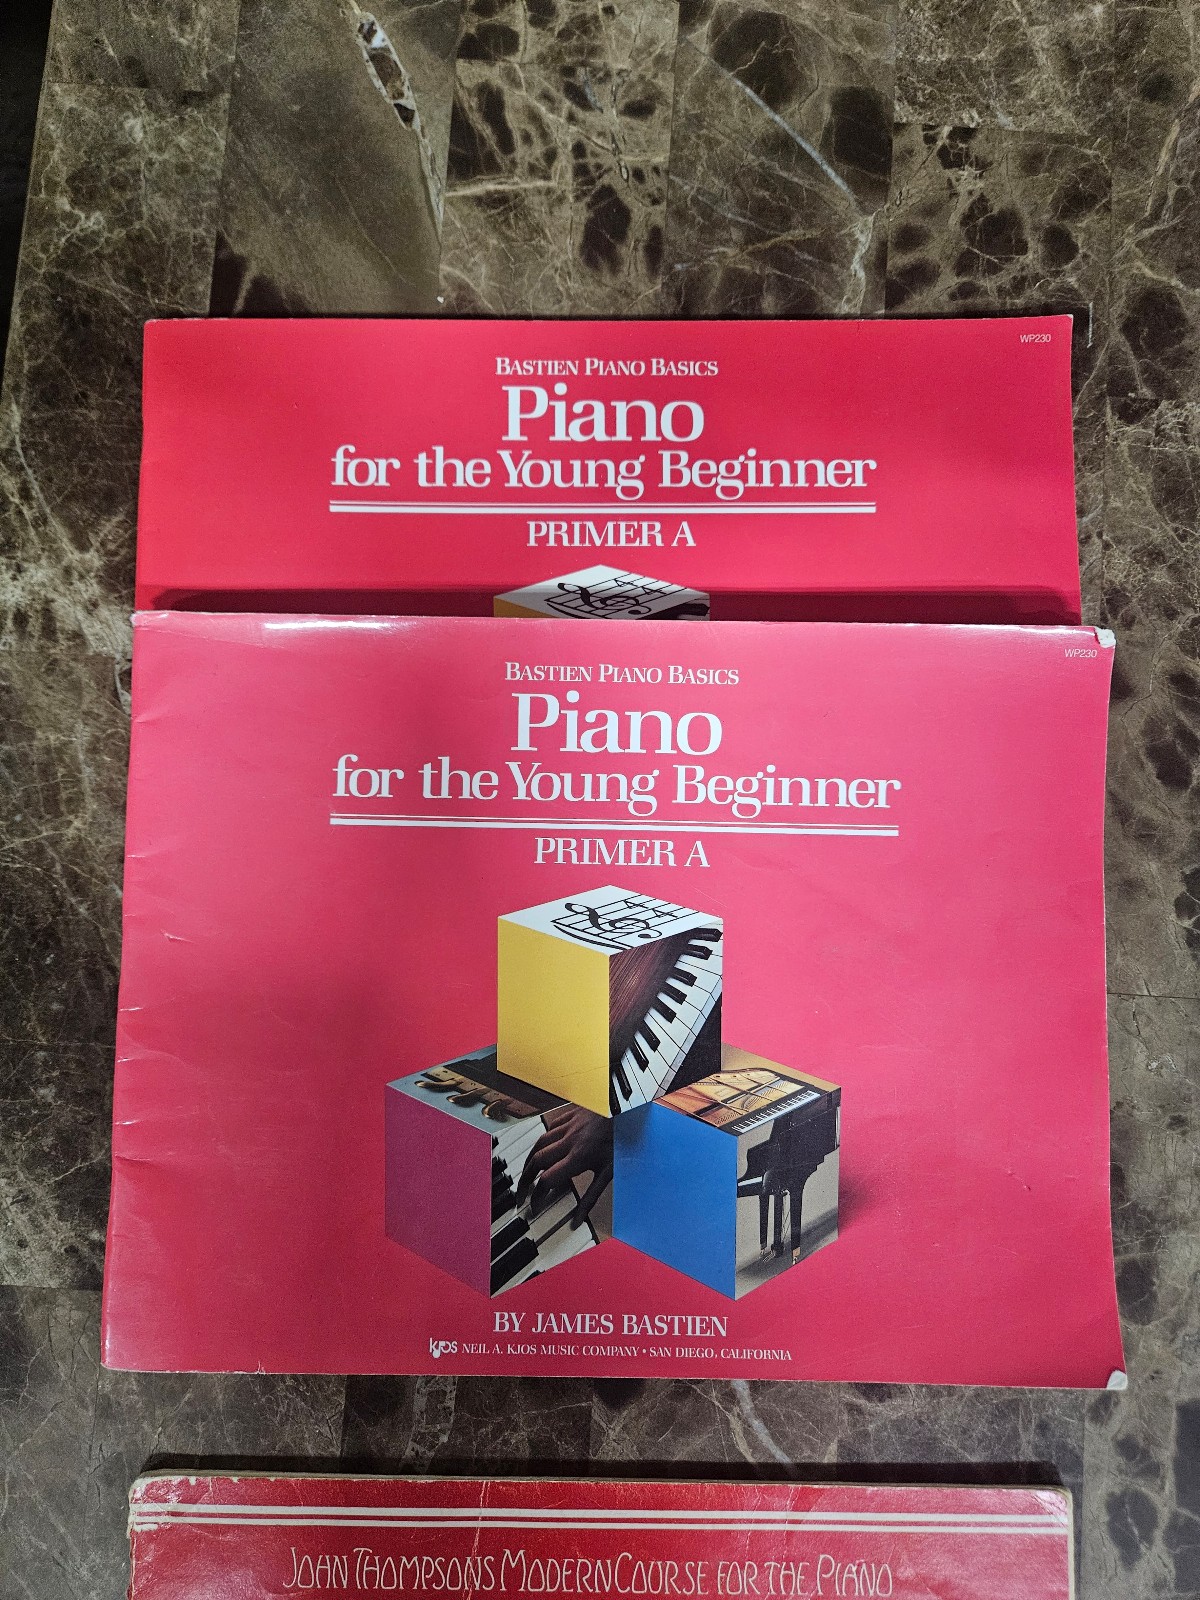 WP230
BASTIEN PIANO BASICS
Piano
for the Young Beginner
PRIMER A
WP230
BASTIEN PIANO BASICS
Piano
for the Young Beginner
PRIMER A
BY JAMES BASTIEN
KJOS NEIL A. KJOS MUSIC COMPANY • SAN DIEGO, CALIFORNIA
JOHN THOMPSON'S MODERN COURSE FOR THE PIANO